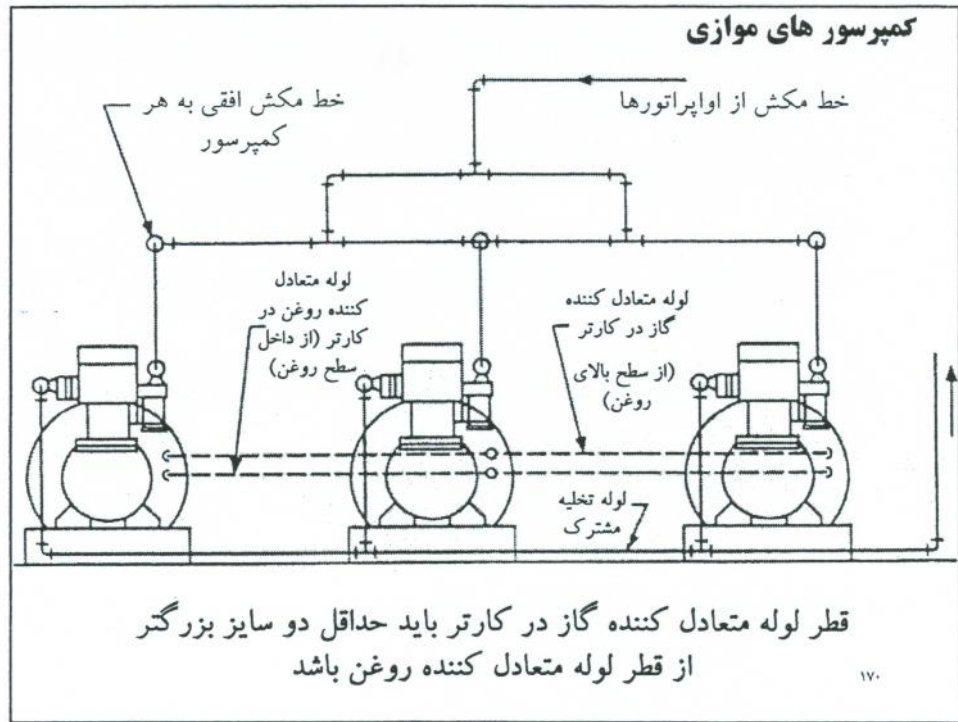 کمپرسور های موازی
خط مکش از اواپراتورها
خط مکش افقی به هر
کمپرسور
لوله متعادل کننده
گاز در کارتر
(از سطح بالای
روغن)
لوله متعادل
کننده روغن در
کارتر (از داخل
سطح روغن)
لوله تخلیه
مشترک
قطر لوله متعادل کننده گاز در کارتر باید حداقل دو سایز بزرگتر
از قطر لوله متعادل کننده روغن باشد
۱۷۰